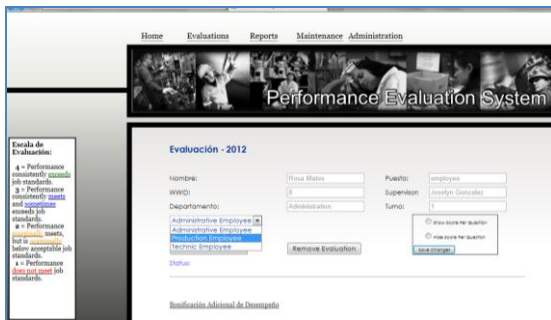 Home Evaluations Reports Maintenance Administration
Performance Evaluation System
Escala de
Evaluación:
4 = Performance
consistently exceeds
job standards.
3 = Performance
consistently meets
and sometimes
exceeds job
standards.
2 = Performance
meets,
but is
below acceptable job
standards.
1 = Performance
does not meet job
standards.
Evaluación - 2012
Nombre: Rosa Matos Puesto: employee
WWID: 8 Supervisor: Joselyn Gonzalez
Departamento: Administration Turno: 1
Administrative Employee
Administrative Employee
Production Employee
Technic Employee
Remove Evaluation
Show Score Per Question
Hide Score Per Question
Save Changes
Status:
Bonificación Adicional de Desempeño